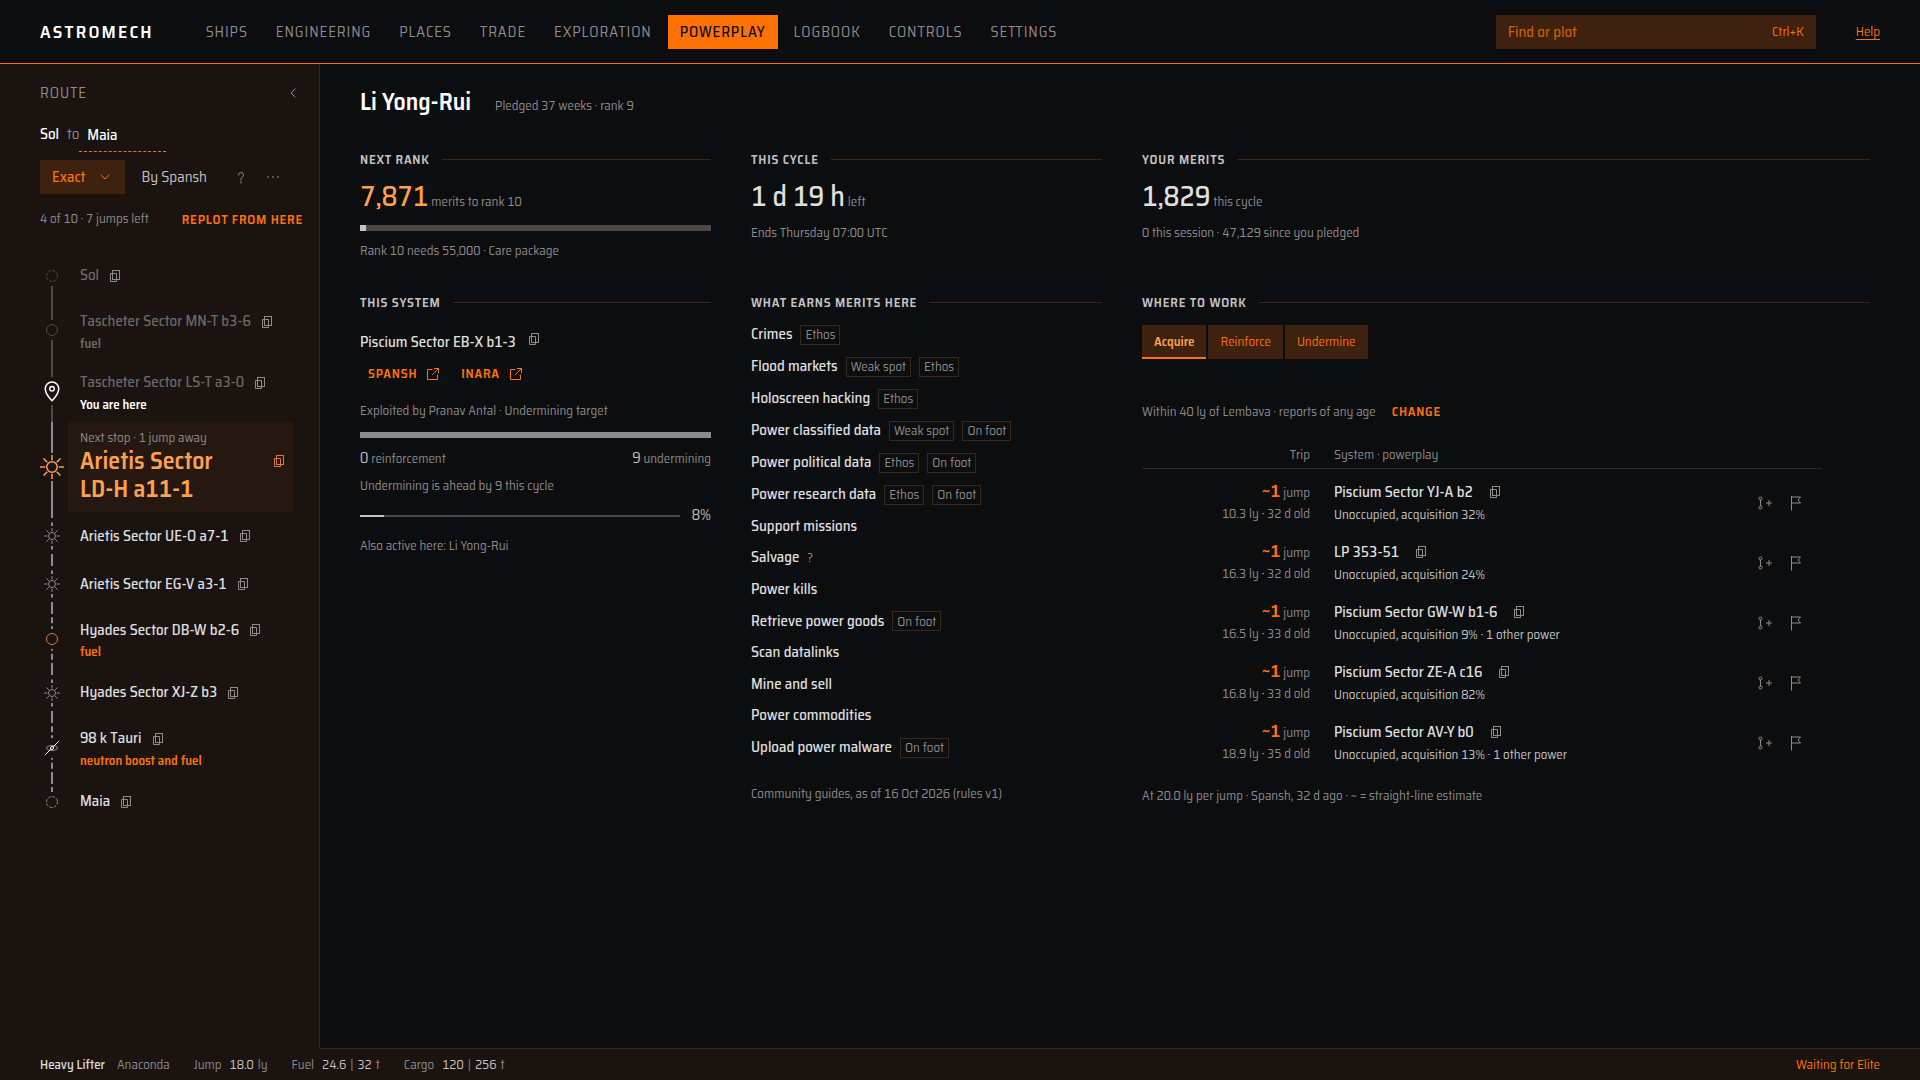 ASTROMECH
SHIPS ENGINEERING PLACES TRADE EXPLORATION POWERPLAY LOGBOOK CONTROLS SETTINGS
Find or plot Ctrl+K
Help
ROUTE
Sol to Maia
Exact By Spansh ? ···
4 of 10 · 7 jumps left REPLOT FROM HERE
Sol
Tascheter Sector MN-T b3-6
fuel
Tascheter Sector LS-T a3-0
You are here
Next stop · 1 jump away
Arietis Sector
LD-H a11-1
Arietis Sector UE-O a7-1
Arietis Sector EG-V a3-1
Hyades Sector DB-W b2-6
fuel
Hyades Sector XJ-Z b3
98 k Tauri
neutron boost and fuel
Maia
Li Yong-Rui Pledged 37 weeks · rank 9
NEXT RANK
7,871 merits to rank 10
Rank 10 needs 55,000 · Care package
THIS CYCLE
1 d 19 h left
Ends Thursday 07:00 UTC
YOUR MERITS
1,829 this cycle
0 this session · 47,129 since you pledged
THIS SYSTEM
Piscium Sector EB-X b1-3
SPANSH INARA
Exploited by Pranav Antal · Undermining target
0 reinforcement 9 undermining
Undermining is ahead by 9 this cycle
8%
Also active here: Li Yong-Rui
WHAT EARNS MERITS HERE
Crimes Ethos
Flood markets Weak spot Ethos
Holoscreen hacking Ethos
Power classified data Weak spot On foot
Power political data Ethos On foot
Power research data Ethos On foot
Support missions
Salvage ?
Power kills
Retrieve power goods On foot
Scan datalinks
Mine and sell
Power commodities
Upload power malware On foot
Community guides, as of 16 Oct 2026 (rules v1)
WHERE TO WORK
Acquire Reinforce Undermine
Within 40 ly of Lembava · reports of any age CHANGE
Trip System · powerplay
~1 jump Piscium Sector YJ-A b2
10.3 ly · 32 d old Unoccupied, acquisition 32%
~1 jump LP 353-51
16.3 ly · 32 d old Unoccupied, acquisition 24%
~1 jump Piscium Sector GW-W b1-6
16.5 ly · 33 d old Unoccupied, acquisition 9% · 1 other power
~1 jump Piscium Sector ZE-A c16
16.8 ly · 33 d old Unoccupied, acquisition 82%
~1 jump Piscium Sector AV-Y b0
18.9 ly · 35 d old Unoccupied, acquisition 13% · 1 other power
At 20.0 ly per jump · Spansh, 32 d ago · ~ = straight-line estimate
Heavy Lifter Anaconda Jump 18.0 ly Fuel 24.6 | 32 t Cargo 120 | 256 t
Waiting for Elite